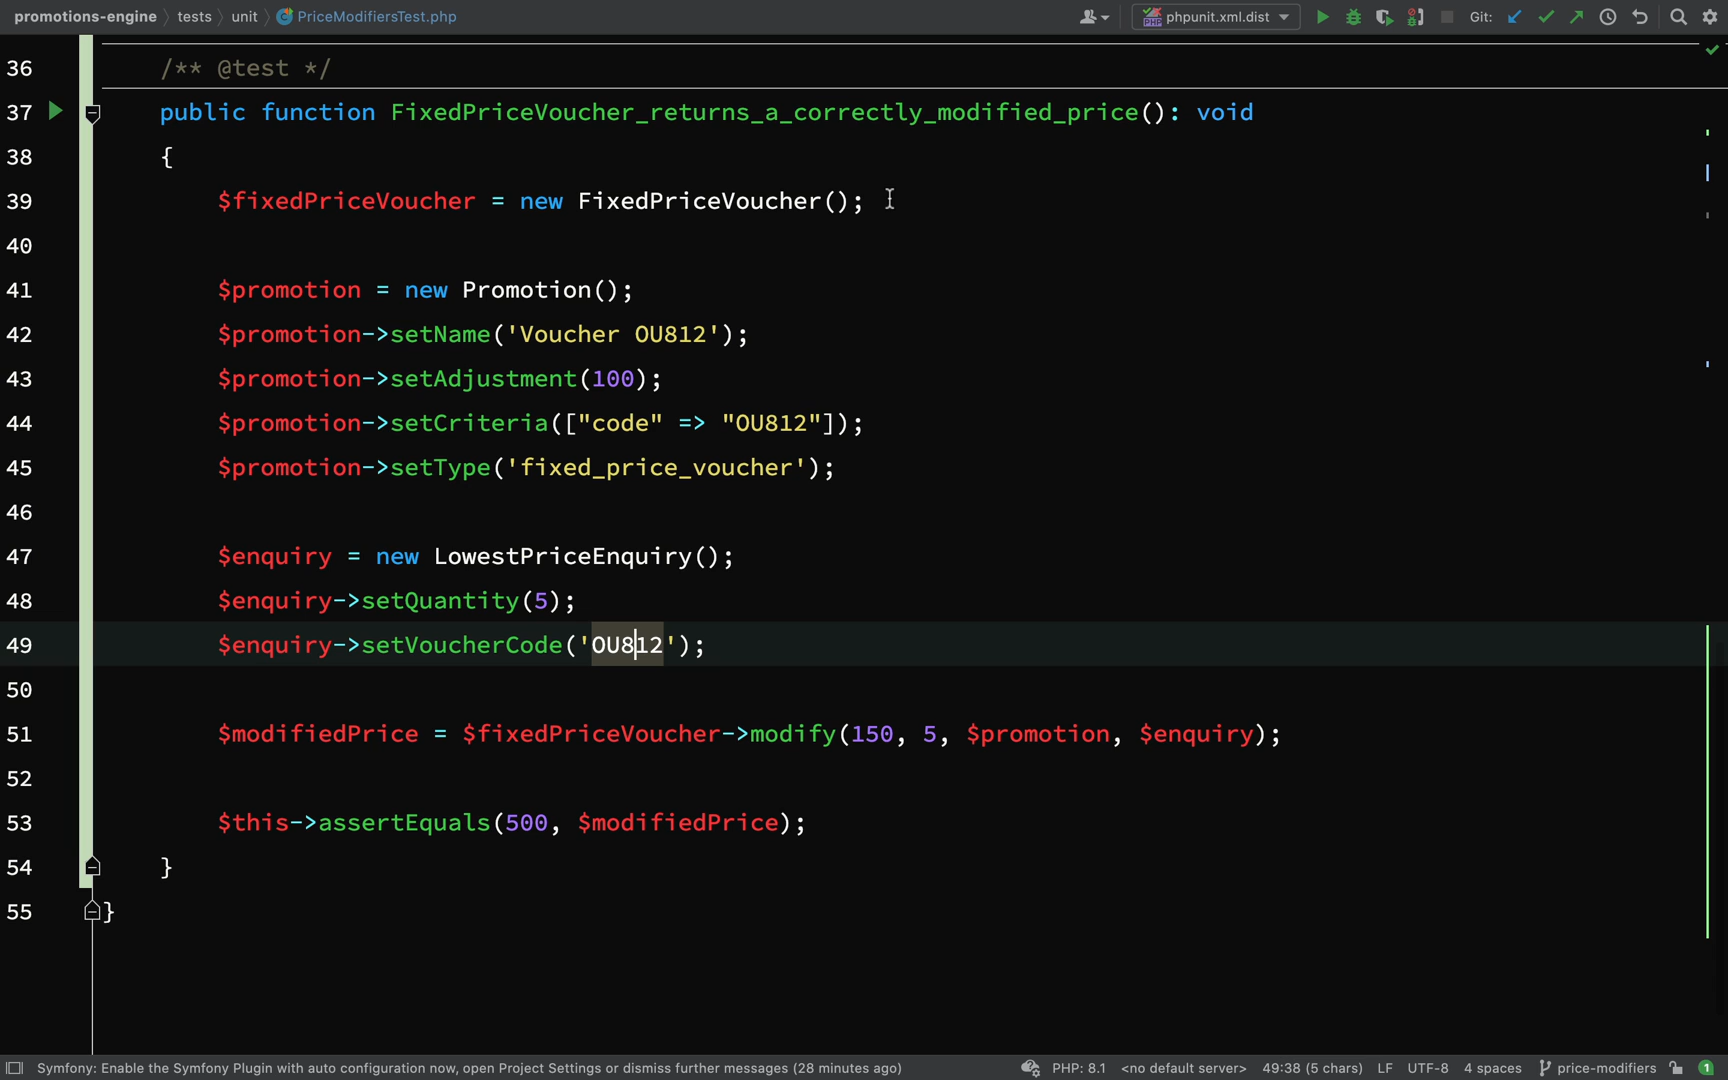 promotions-engine tests unit PriceModifiersTest.php phpunit.xml.dist Git:
36 /** @test */
37 public function FixedPriceVoucher_returns_a_correctly_modified_price(): void
38 {
39 $fixedPriceVoucher = new FixedPriceVoucher();
40
41 $promotion = new Promotion();
42 $promotion->setName('Voucher OU812');
43 $promotion->setAdjustment(100);
44 $promotion->setCriteria(["code" => "OU812"]);
45 $promotion->setType('fixed_price_voucher');
46
47 $enquiry = new LowestPriceEnquiry();
48 $enquiry->setQuantity(5);
49 $enquiry->setVoucherCode('OU812');
50
51 $modifiedPrice = $fixedPriceVoucher->modify(150, 5, $promotion, $enquiry);
52
53 $this->assertEquals(500, $modifiedPrice);
54 }
55 }
Symfony: Enable the Symfony Plugin with auto configuration now, open Project Settings or dismiss further messages (28 minutes ago) PHP: 8.1 <no default server> 49:38 (5 chars) LF UTF-8 4 spaces price-modifiers 1